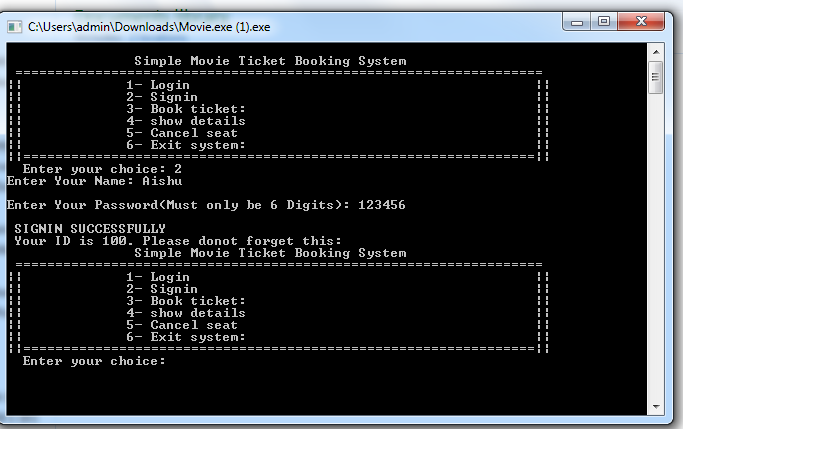 C:\Users\admin\Downloads\Movie.exe (1).exe
Simple Movie Ticket Booking System
======================================================================
|| 1- Login ||
|| 2- Signin ||
|| 3- Book ticket: ||
|| 4- show details ||
|| 5- Cancel seat ||
|| 6- Exit system: ||
||====================================================================||
Enter your choice: 2
Enter Your Name: Aishu
Enter Your Password(Must only be 6 Digits): 123456
SIGNIN SUCCESSFULLY
Your ID is 100. Please donot forget this:
Simple Movie Ticket Booking System
======================================================================
|| 1- Login ||
|| 2- Signin ||
|| 3- Book ticket: ||
|| 4- show details ||
|| 5- Cancel seat ||
|| 6- Exit system: ||
||====================================================================||
Enter your choice: